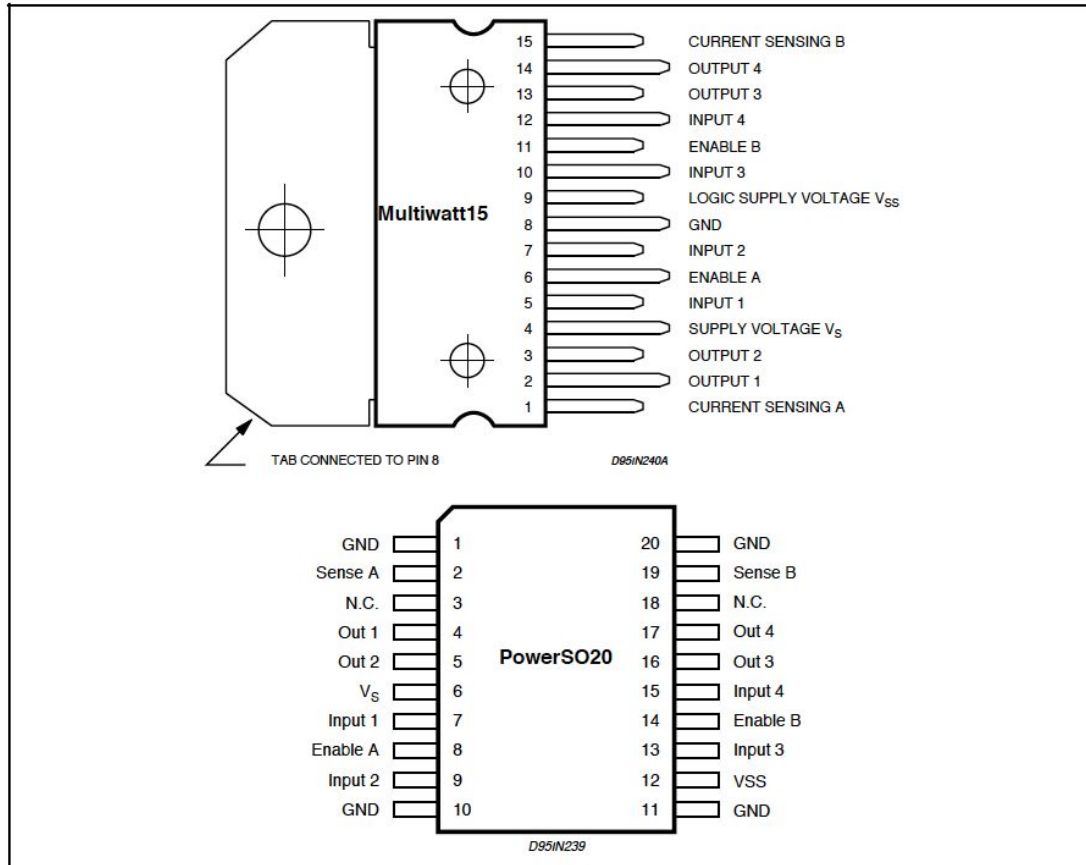 15 CURRENT SENSING B
14 OUTPUT 4
13 OUTPUT 3
12 INPUT 4
11 ENABLE B
10 INPUT 3
9 LOGIC SUPPLY VOLTAGE VSS
Multiwatt15
8 GND
7 INPUT 2
6 ENABLE A
5 INPUT 1
4 SUPPLY VOLTAGE VS
3 OUTPUT 2
2 OUTPUT 1
1 CURRENT SENSING A
TAB CONNECTED TO PIN 8
D95IN240A
GND 1 20 GND
Sense A 2 19 Sense B
N.C. 3 18 N.C.
Out 1 4 17 Out 4
Out 2 5 PowerSO20 16 Out 3
VS 6 15 Input 4
Input 1 7 14 Enable B
Enable A 8 13 Input 3
Input 2 9 12 VSS
GND 10 11 GND
D95IN239